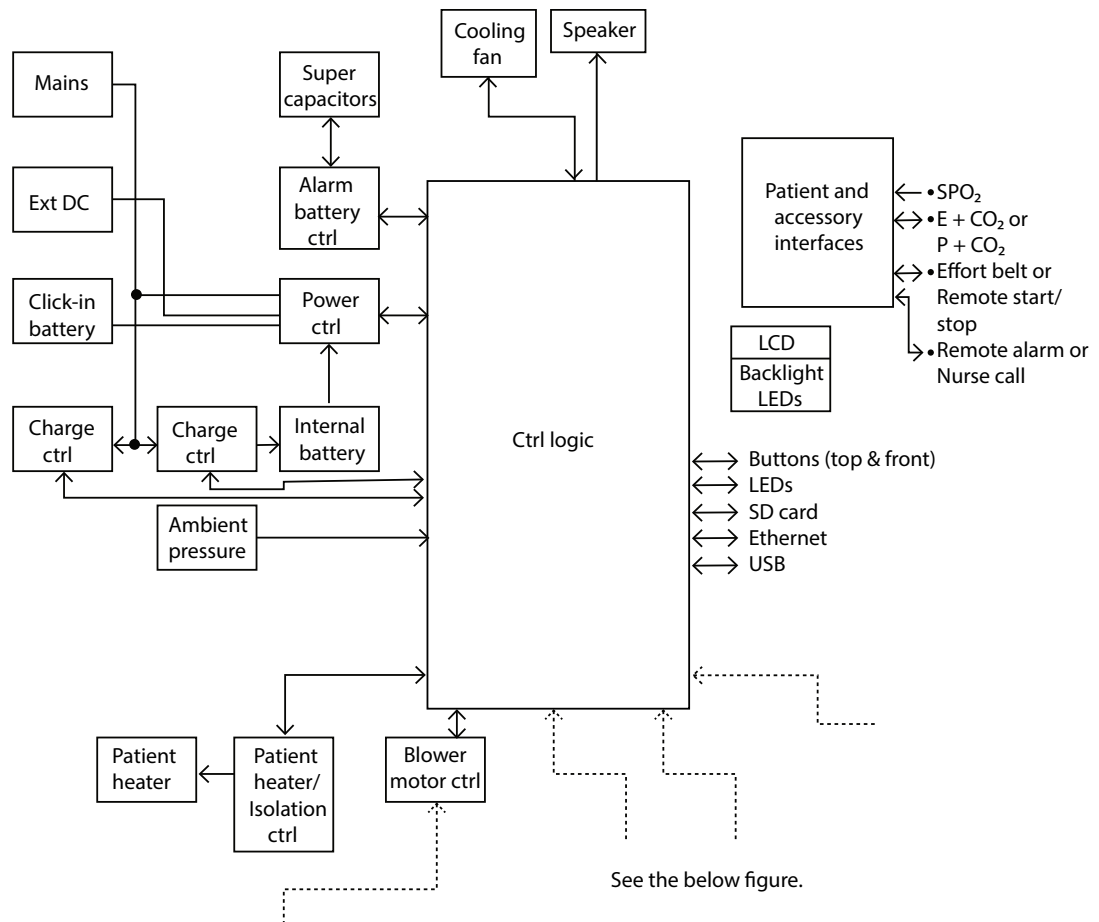 Cooling
fan
Speaker
Mains
Super
capacitors
Ext DC
Alarm
battery
ctrl
Patient and
accessory
interfaces
•SPO₂
•E + CO₂ or
P + CO₂
•Effort belt or
Remote start/
stop
•Remote alarm or
Nurse call
Click-in
battery
Power
ctrl
LCD
Backlight
LEDs
Charge
ctrl
Charge
ctrl
Internal
battery
Ctrl logic
Buttons (top & front)
LEDs
SD card
Ethernet
USB
Ambient
pressure
Patient
heater
Patient
heater/
Isolation
ctrl
Blower
motor ctrl
See the below figure.